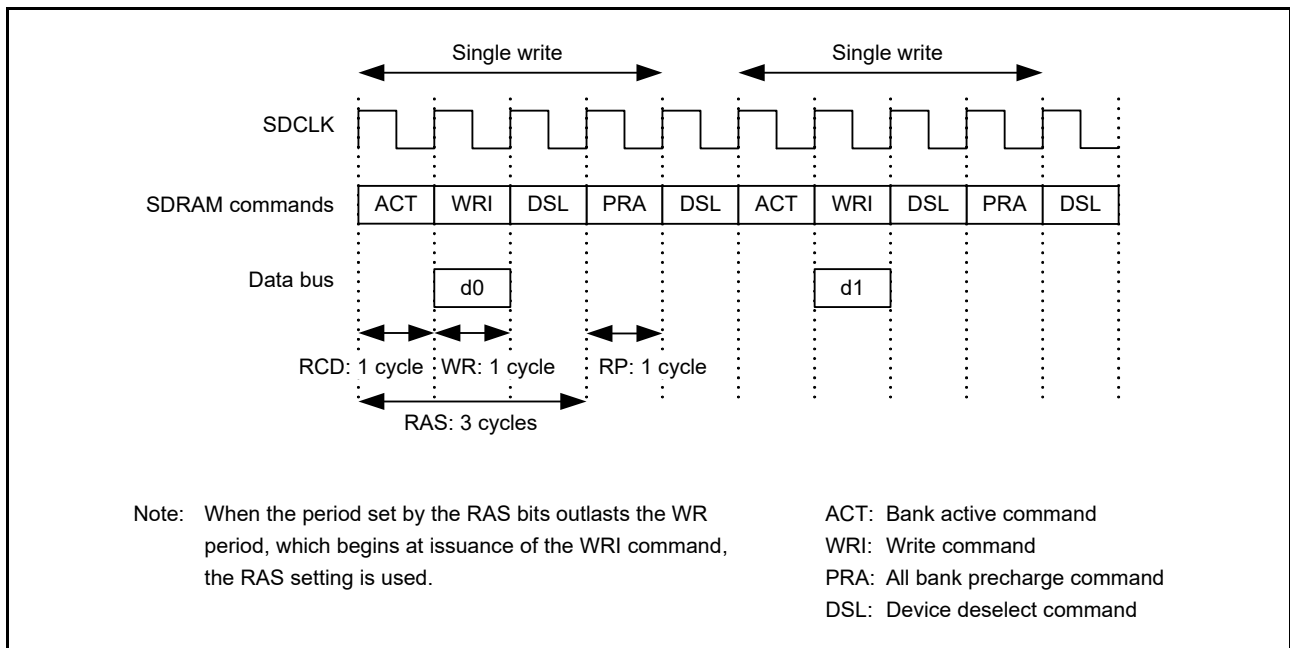 Single write Single write
SDCLK
SDRAM commands ACT WRI DSL PRA DSL ACT WRI DSL PRA DSL
Data bus d0 d1
RCD: 1 cycle WR: 1 cycle RP: 1 cycle
RAS: 3 cycles
Note: When the period set by the RAS bits outlasts the WR
period, which begins at issuance of the WRI command,
the RAS setting is used.
ACT: Bank active command
WRI: Write command
PRA: All bank precharge command
DSL: Device deselect command